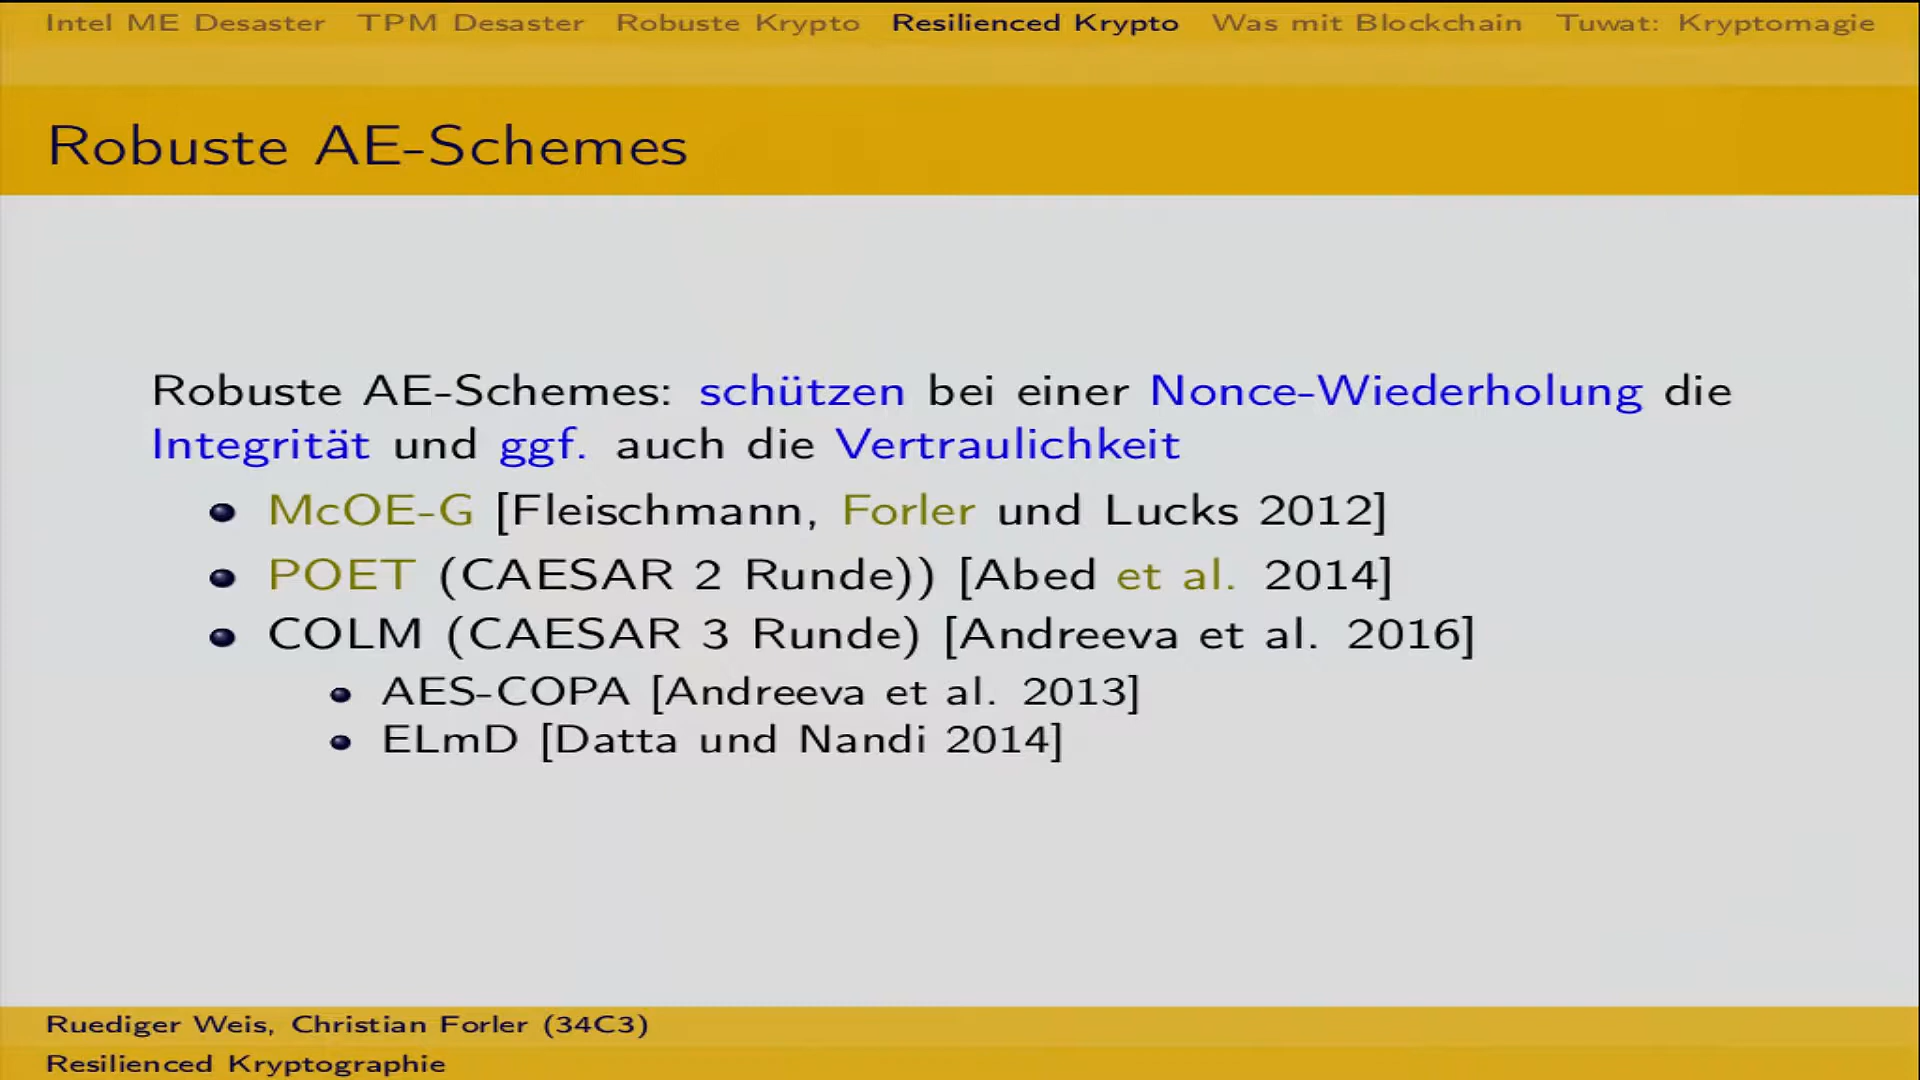 Intel ME Desaster TPM Desaster Robuste Krypto Resilienced Krypto Was mit Blockchain Tuwat: Kryptomagie
Robuste AE-Schemes
Robuste AE-Schemes: schützen bei einer Nonce-Wiederholung die
Integrität und ggf. auch die Vertraulichkeit
McOE-G [Fleischmann, Forler und Lucks 2012]
POET (CAESAR 2 Runde)) [Abed et al. 2014]
COLM (CAESAR 3 Runde) [Andreeva et al. 2016]
AES-COPA [Andreeva et al. 2013]
ELmD [Datta und Nandi 2014]
Ruediger Weis, Christian Forler (34C3)
Resilienced Kryptographie